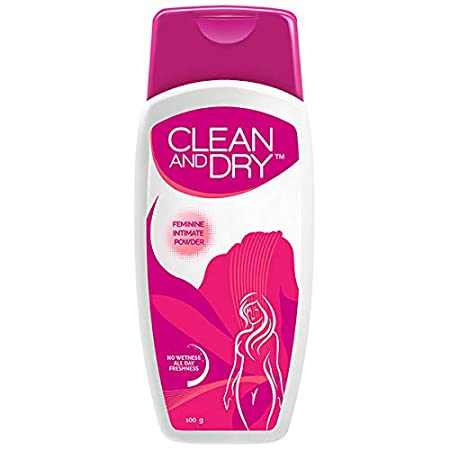 CLEAN
AND DRY™
FEMININE
INTIMATE
POWDER
NO WETNESS
ALL DAY
FRESHNESS
100 g